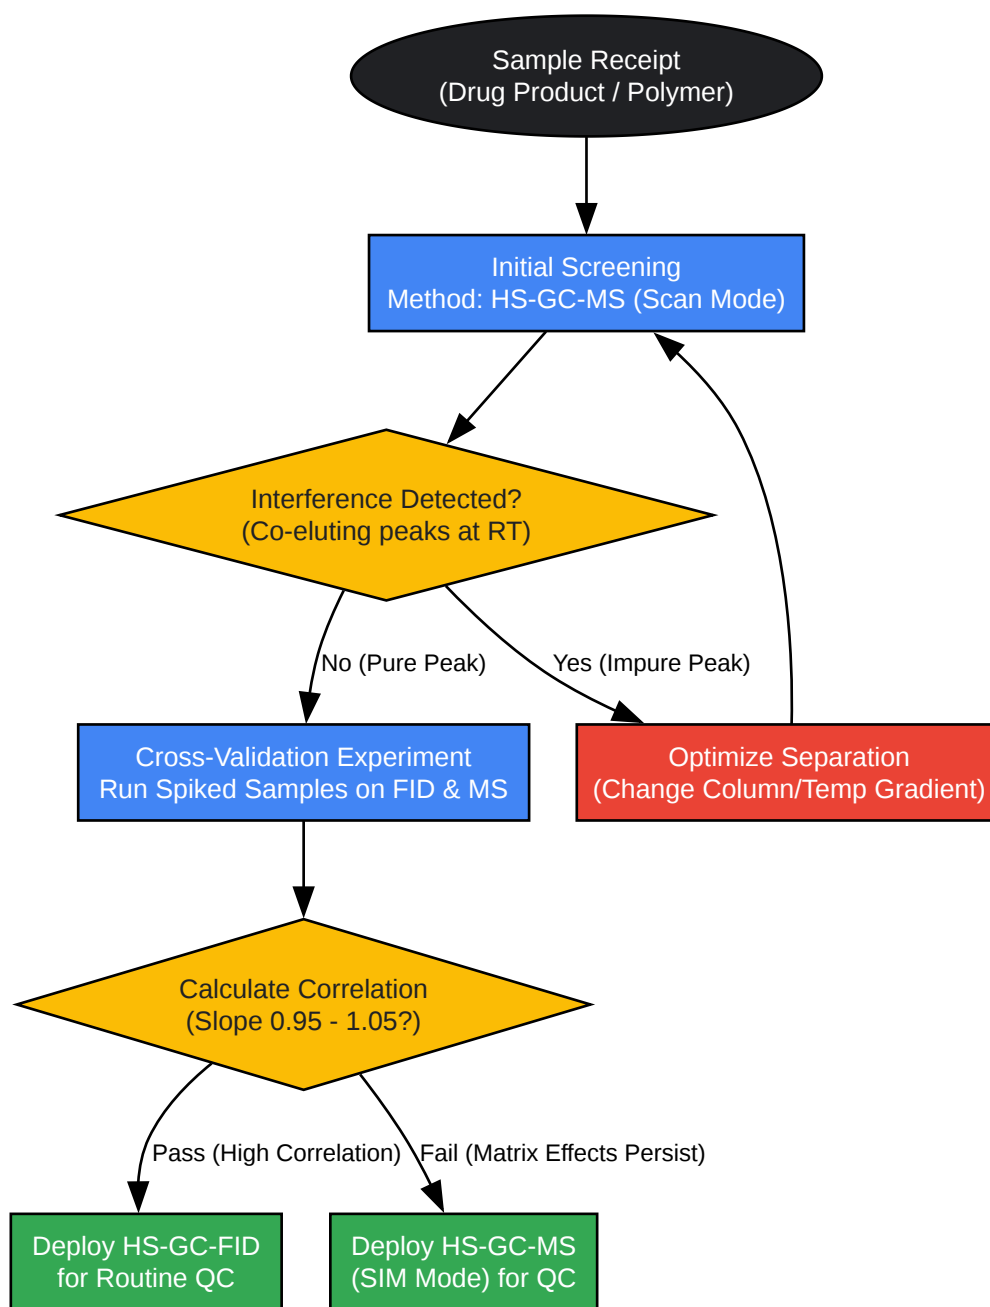 Sample Receipt
(Drug Product / Polymer)
Initial Screening
Method: HS-GC-MS (Scan Mode)
Interference Detected?
(Co-eluting peaks at RT)
No (Pure Peak)
Yes (Impure Peak)
Cross-Validation Experiment
Run Spiked Samples on FID & MS
Optimize Separation
(Change Column/Temp Gradient)
Calculate Correlation
(Slope 0.95 - 1.05?)
Pass (High Correlation)
Fail (Matrix Effects Persist)
Deploy HS-GC-FID
for Routine QC
Deploy HS-GC-MS
(SIM Mode) for QC